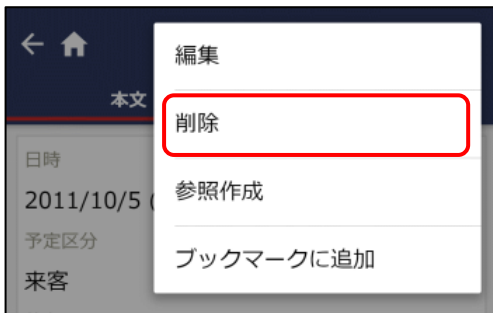 編集
本文
削除
日時
2011/10/5 (
参照作成
予定区分
ブックマークに追加
来客